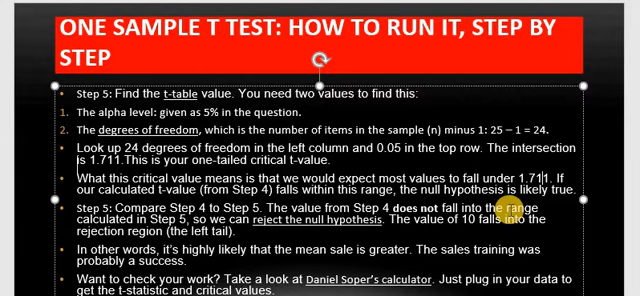 ONE SAMPLE T TEST: HOW TO RUN IT, STEP BY
STEP
• Step 5: Find the t-table value. You need two values to find this:
1. The alpha level: given as 5% in the question.
2. The degrees of freedom, which is the number of items in the sample (n) minus 1: 25 – 1 = 24.
• Look up 24 degrees of freedom in the left column and 0.05 in the top row. The intersection
is 1.711.This is your one-tailed critical t-value.
• What this critical value means is that we would expect most values to fall under 1.711. If
our calculated t-value (from Step 4) falls within this range, the null hypothesis is likely true.
• Step 5: Compare Step 4 to Step 5. The value from Step 4 does not fall into the range
calculated in Step 5, so we can reject the null hypothesis. The value of 10 falls into the
rejection region (the left tail).
• In other words, it's highly likely that the mean sale is greater. The sales training was
probably a success.
• Want to check your work? Take a look at Daniel Soper's calculator. Just plug in your data to
get the t-statistic and critical values.